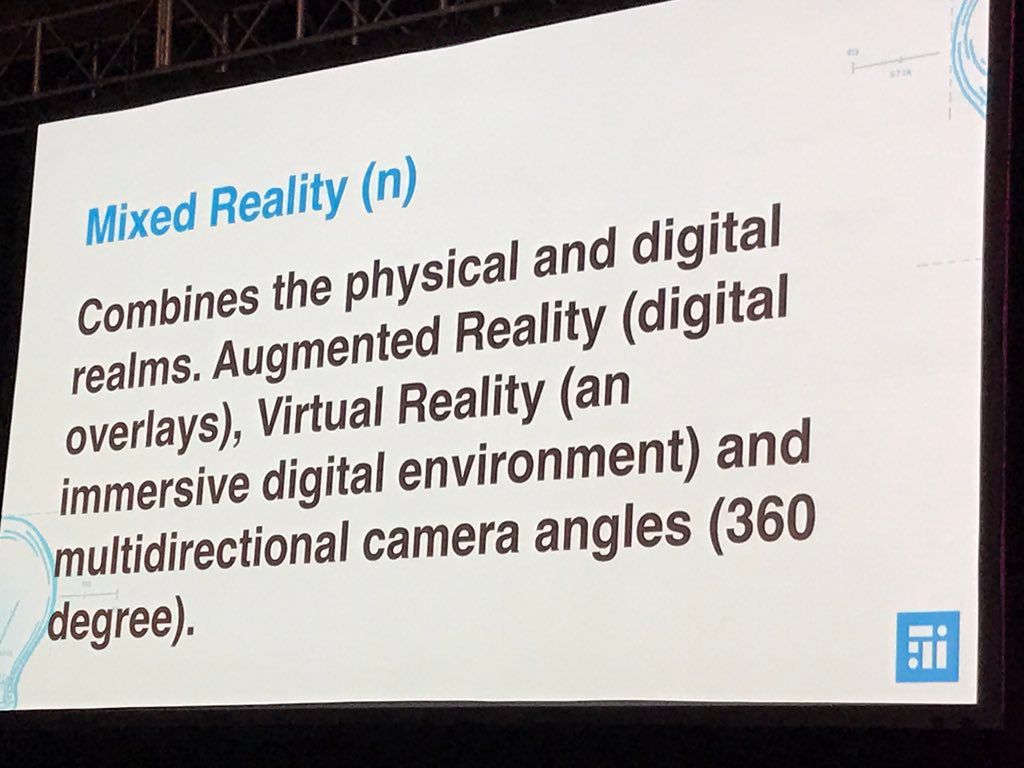 Mixed Reality (n)
Combines the physical and digital
realms. Augmented Reality (digital
overlays), Virtual Reality (an
immersive digital environment) and
multidirectional camera angles (360
degree).